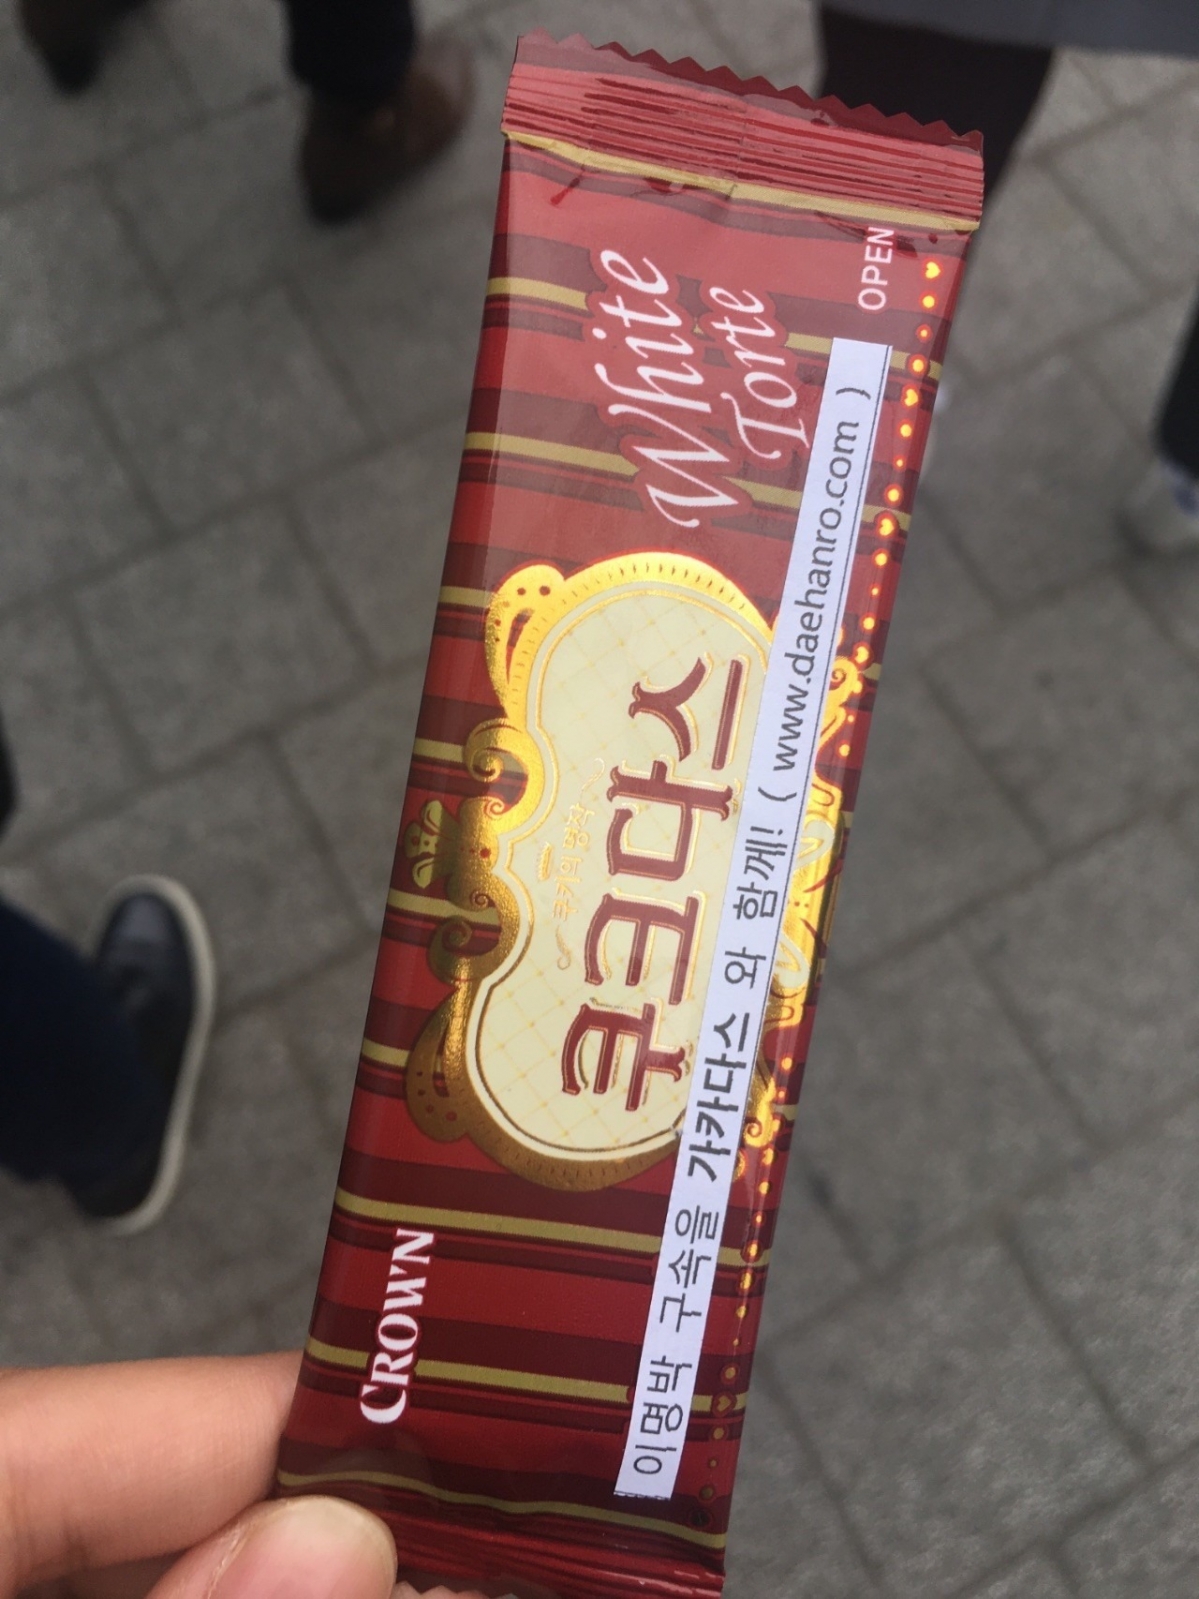 CROWN
쿠키의 명작
쿠크다스
White
Torte
OPEN
이명박 구속을 가카다스 와 함께! ( www.daehanro.com )